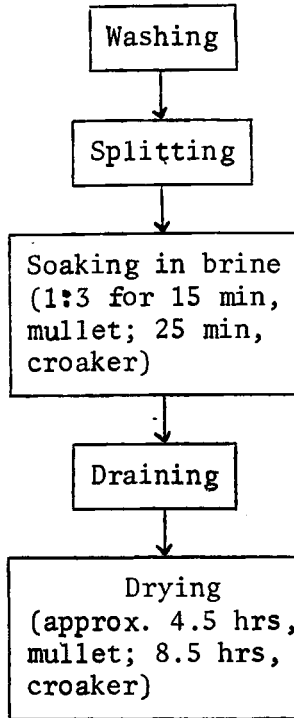 Washing
Splitting
Soaking in brine
(1:3 for 15 min,
mullet; 25 min,
croaker)
Draining
Drying
(approx. 4.5 hrs,
mullet; 8.5 hrs,
croaker)